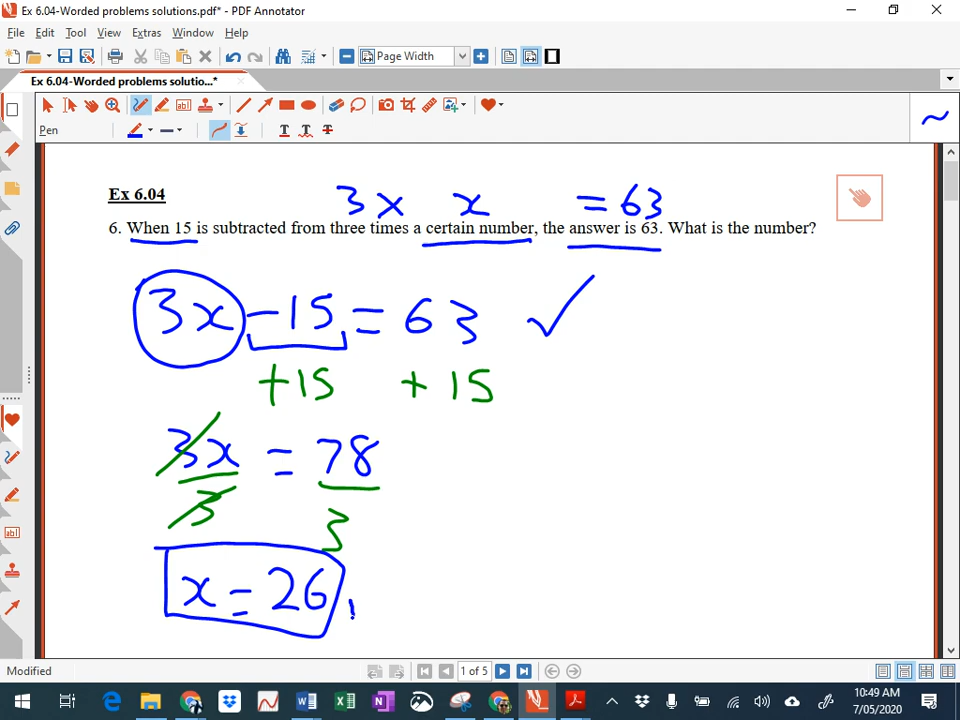 Ex 6.04-Worded problems solutions.pdf* - PDF Annotator
File Edit Tool View Extras Window Help
Page Width
Ex 6.04-Worded problems solutio...*
Pen
Ex 6.04
3 x x = 63
6. When 15 is subtracted from three times a certain number, the answer is 63. What is the number?
3x - 15 = 63 ✓
+15 + 15
3x = 78
3 3
x = 26
Modified
1 of 5
10:49 AM
7/05/2020